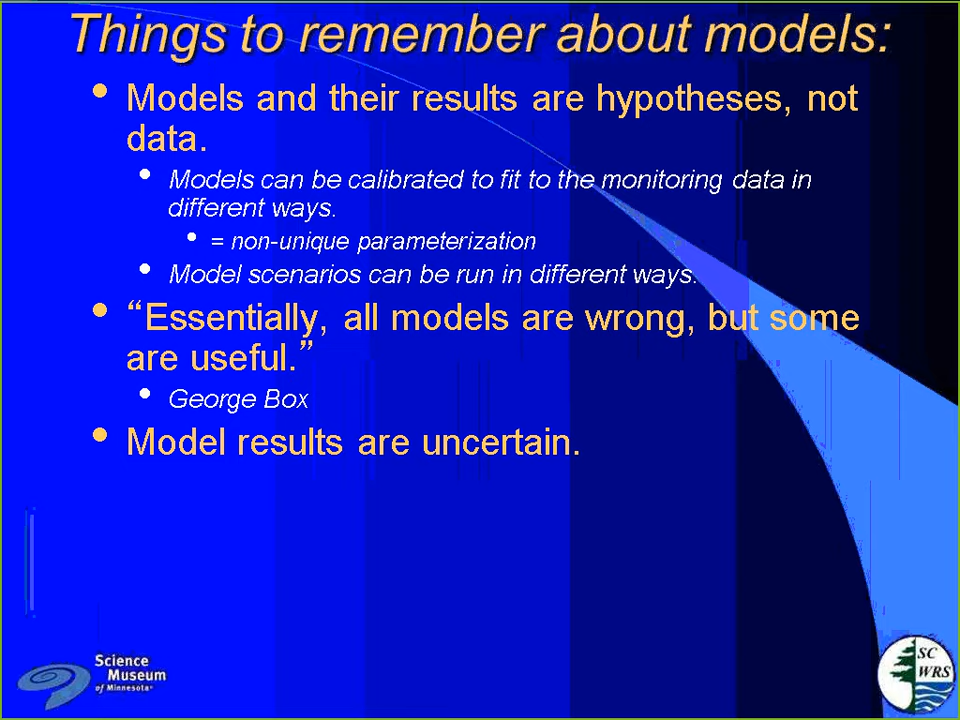 Things to remember about models:
• Models and their results are hypotheses, not
data.
• Models can be calibrated to fit to the monitoring data in
different ways.
• = non-unique parameterization
• Model scenarios can be run in different ways.
• “Essentially, all models are wrong, but some
are useful.”
• George Box
• Model results are uncertain.
Science
Museum
of Minnesota®
SC
WRS